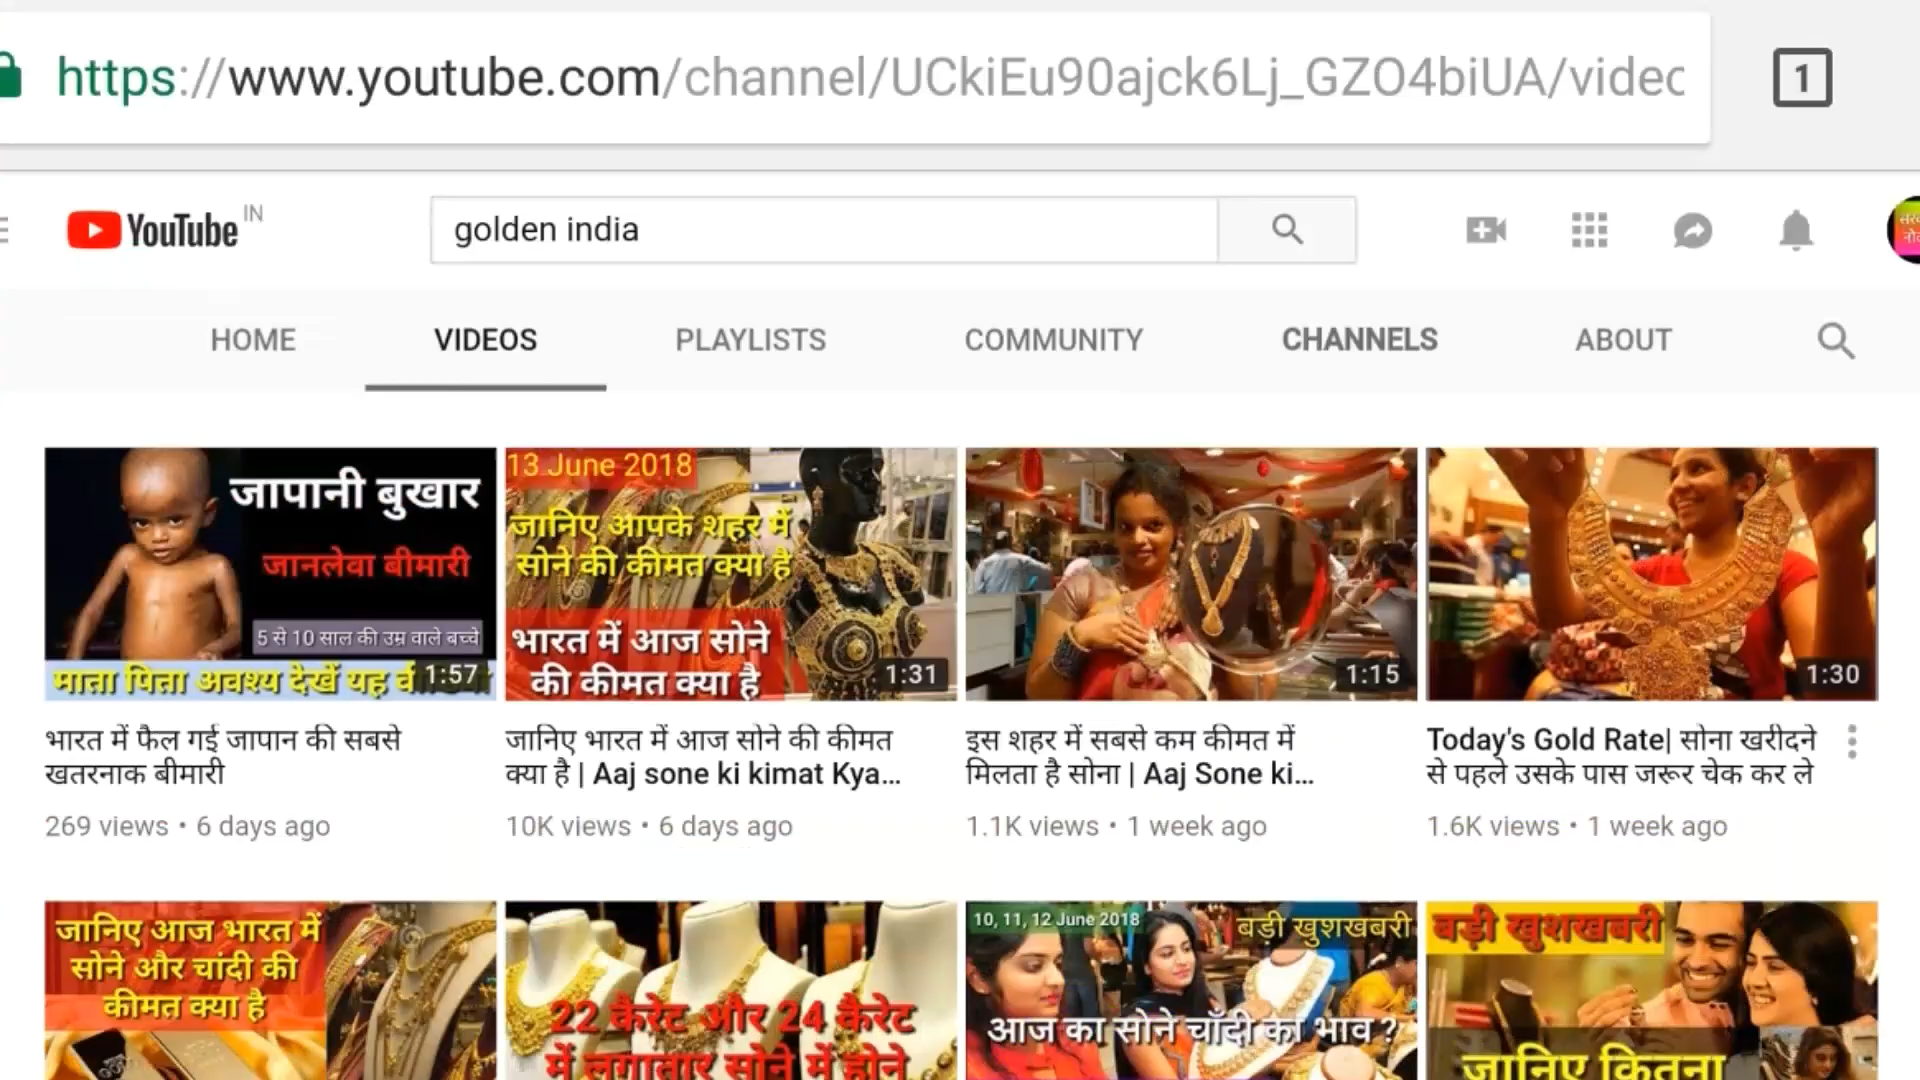 https://www.youtube.com/channel/UCkiEu90ajck6Lj_GZO4biUA/video
1
YouTube IN
golden india
HOME
VIDEOS
PLAYLISTS
COMMUNITY
CHANNELS
ABOUT
जापानी बुखार
जानलेवा बीमारी
5 से 10 साल की उम्र वाले बच्चे
माता पिता अवश्य देखें यह
1:57
13 June 2018
जानिए आपके शहर में
सोने की कीमत क्या है
भारत में आज सोने
की कीमत क्या है
1:31
1:15
1:30
भारत में फैल गई जापान की सबसे
खतरनाक बीमारी
269 views • 6 days ago
जानिए भारत में आज सोने की कीमत
क्या है | Aaj sone ki kimat Kya...
10K views • 6 days ago
इस शहर में सबसे कम कीमत में
मिलता है सोना | Aaj Sone ki...
1.1K views • 1 week ago
Today's Gold Rate| सोना खरीदने
से पहले उसके पास जरूर चेक कर ले
1.6K views • 1 week ago
जानिए आज भारत में
सोने और चांदी की
कीमत क्या है
22 कैरेट और 24 कैरेट
में लगातार सोने में होने
10, 11, 12 June 2018
बड़ी खुशखबरी
आज का सोने चाँदी का भाव ?
बड़ी खुशखबरी
जानिए कितना